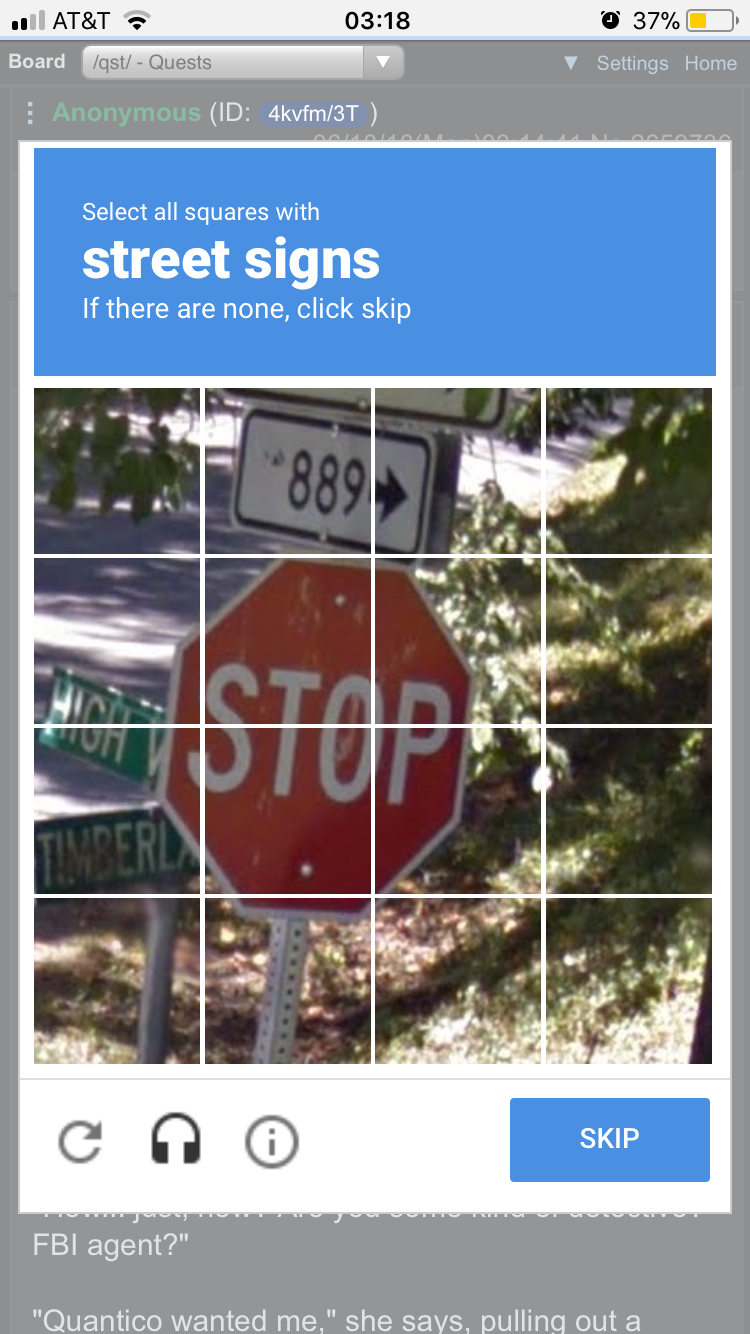 AT&T 03:18 37%
Board /qst/ - Quests ▼ ▼ Settings Home
Anonymous (ID: 4kvfm/3T)
Select all squares with
street signs
If there are none, click skip
889
HIGH
STOP
SKIP
FBI agent?"
"Quantico wanted me," she says, pulling out a